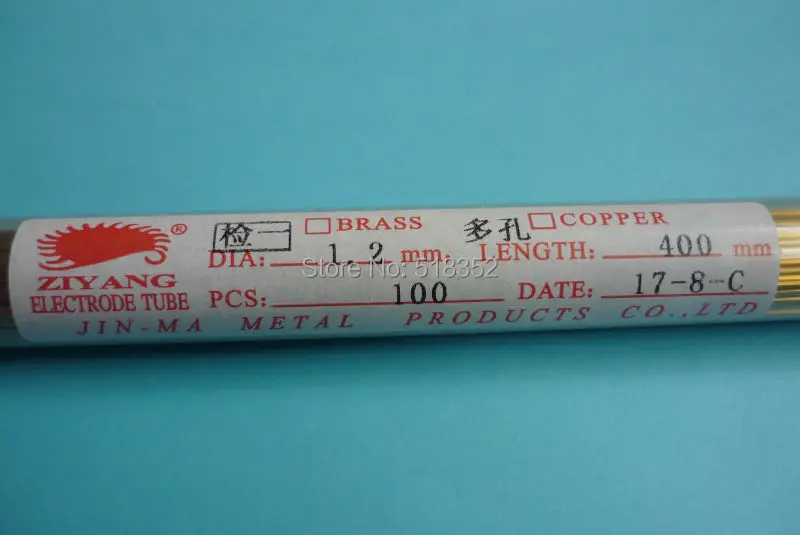 ZIYANG ®
ELECTRODE TUBE
检一 □BRASS 多孔 □COPPER
DIA: 1.2 mm. LENGTH: 400 mm
Store No: 518352
PCS: 100 DATE: 17-8-C
JIN-MA METAL PRODUCTS CO.,LTD